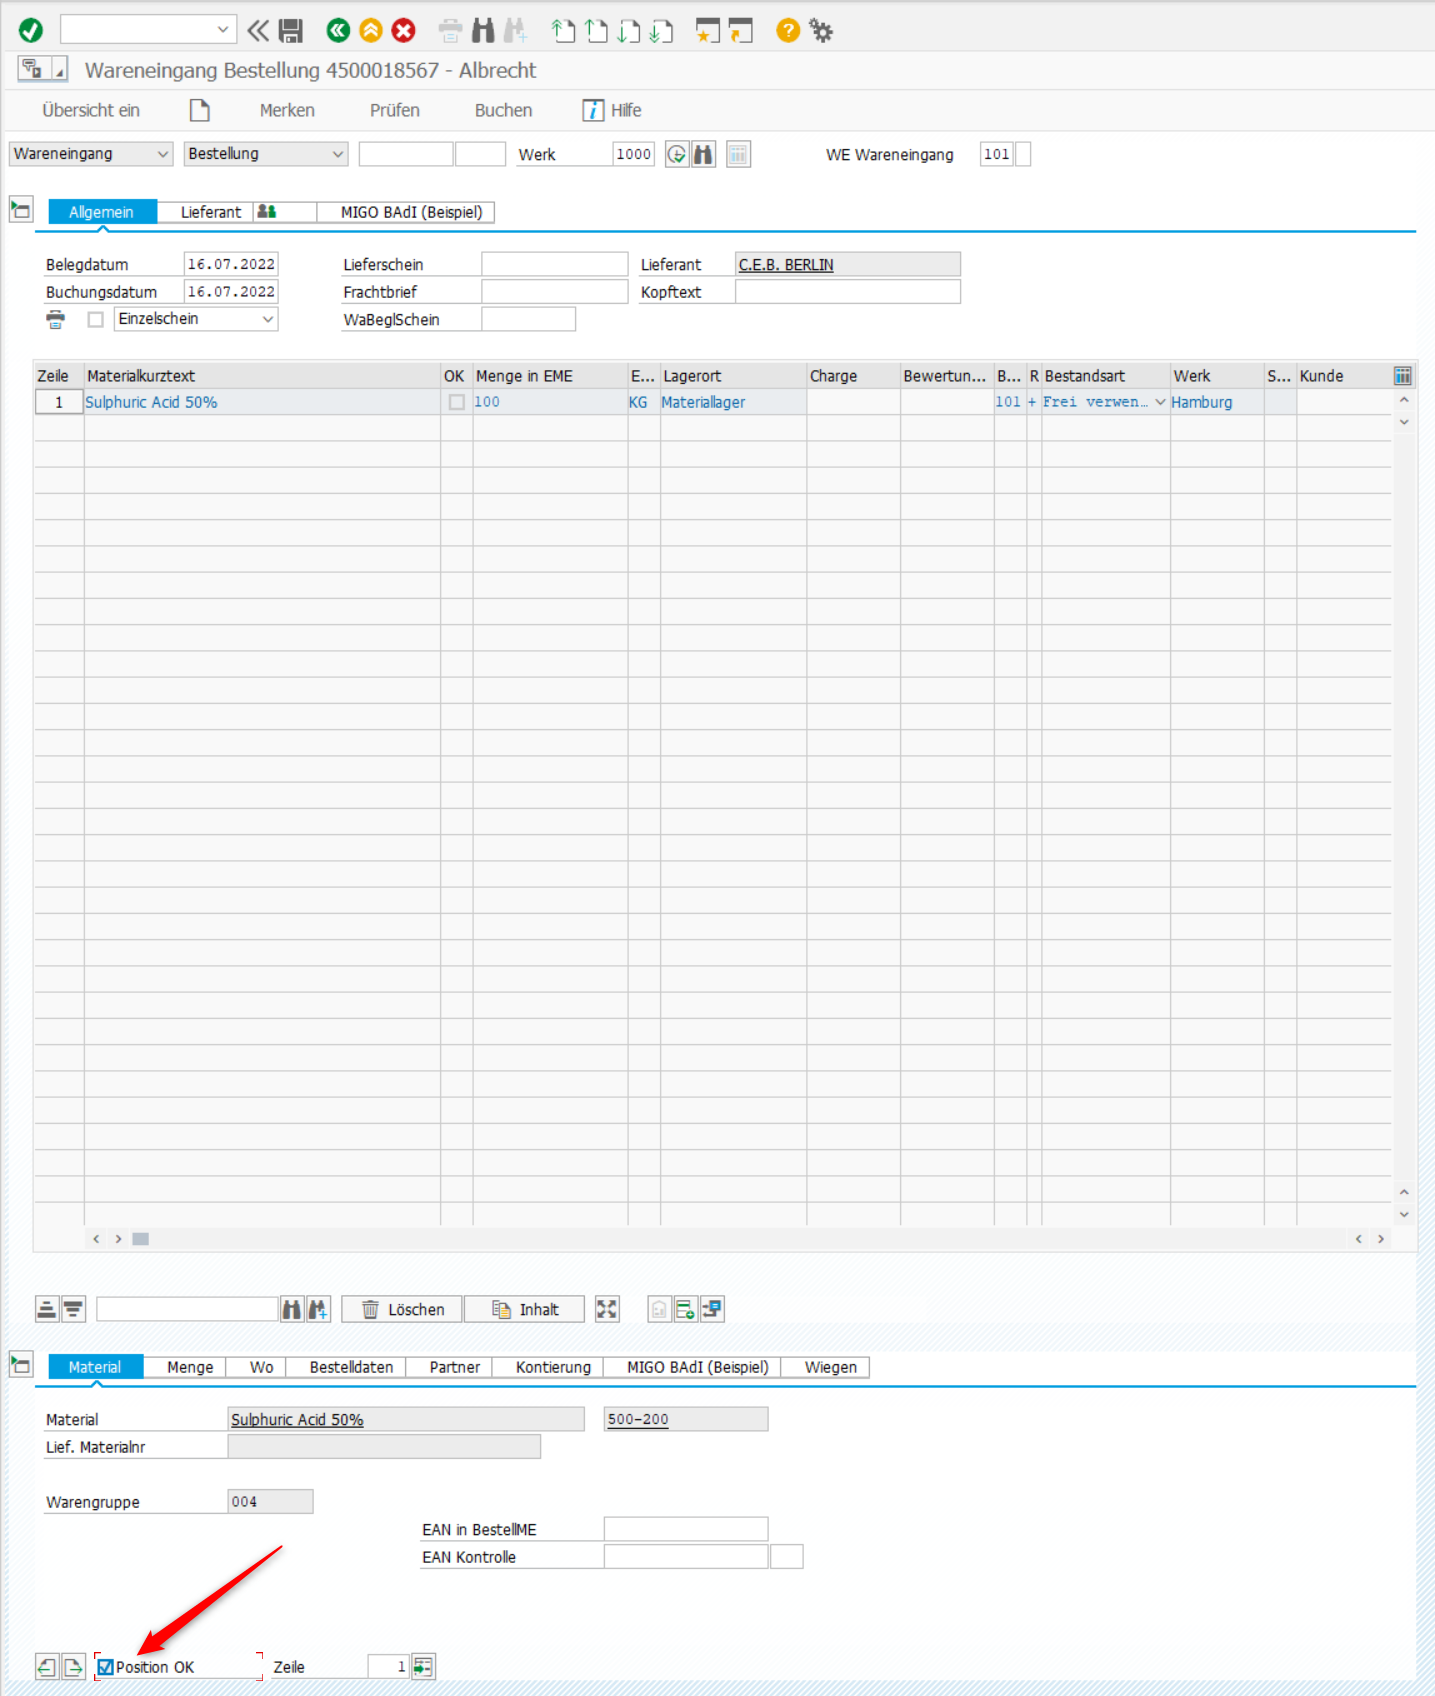 Wareneingang Bestellung 4500018567 - Albrecht
Übersicht ein Merken Prüfen Buchen Hilfe
Wareneingang Bestellung Werk 1000 WE Wareneingang 101
Allgemein Lieferant MIGO BAdI (Beispiel)
Belegdatum 16.07.2022 Lieferschein Lieferant C.E.B. BERLIN
Buchungsdatum 16.07.2022 Frachtbrief Kopftext
Einzelschein WaBeglSchein
Zeile Materialkurztext OK Menge in EME E... Lagerort Charge Bewertun... B... R Bestandsart Werk S... Kunde
1 Sulphuric Acid 50% 100 KG Materiallager 101 + Frei verwen... Hamburg
Löschen Inhalt
Material Menge Wo Bestelldaten Partner Kontierung MIGO BAdI (Beispiel) Wiegen
Material Sulphuric Acid 50% 500-200
Lief. Materialnr
Warengruppe 004
EAN in BestellME
EAN Kontrolle
Position OK Zeile 1